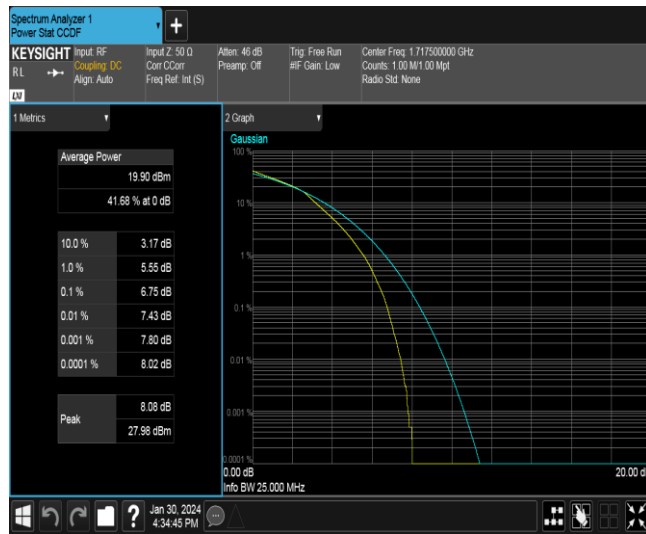 Spectrum Analyzer 1
Power Stat CCDF
+
KEYSIGHT
RL
LXI
Input: RF
Coupling: DC
Align: Auto
Input Z: 50 Ω
Corr CCorr
Freq Ref: Int (S)
Atten: 46 dB
Preamp: Off
Trig: Free Run
#IF Gain: Low
Center Freq: 1.717500000 GHz
Counts: 1.00 M/1.00 Mpt
Radio Std: None
1 Metrics
Average Power
19.90 dBm
41.68 % at 0 dB
10.0 % 3.17 dB
1.0 % 5.55 dB
0.1 % 6.75 dB
0.01 % 7.43 dB
0.001 % 7.80 dB
0.0001 % 8.02 dB
Peak
8.08 dB
27.98 dBm
2 Graph
Gaussian
100 %
10 %
1 %
0.1 %
0.01 %
0.001 %
0.0001 %
0.00 dB
20.00 d
Info BW 25.000 MHz
?
Jan 30, 2024
4:34:45 PM